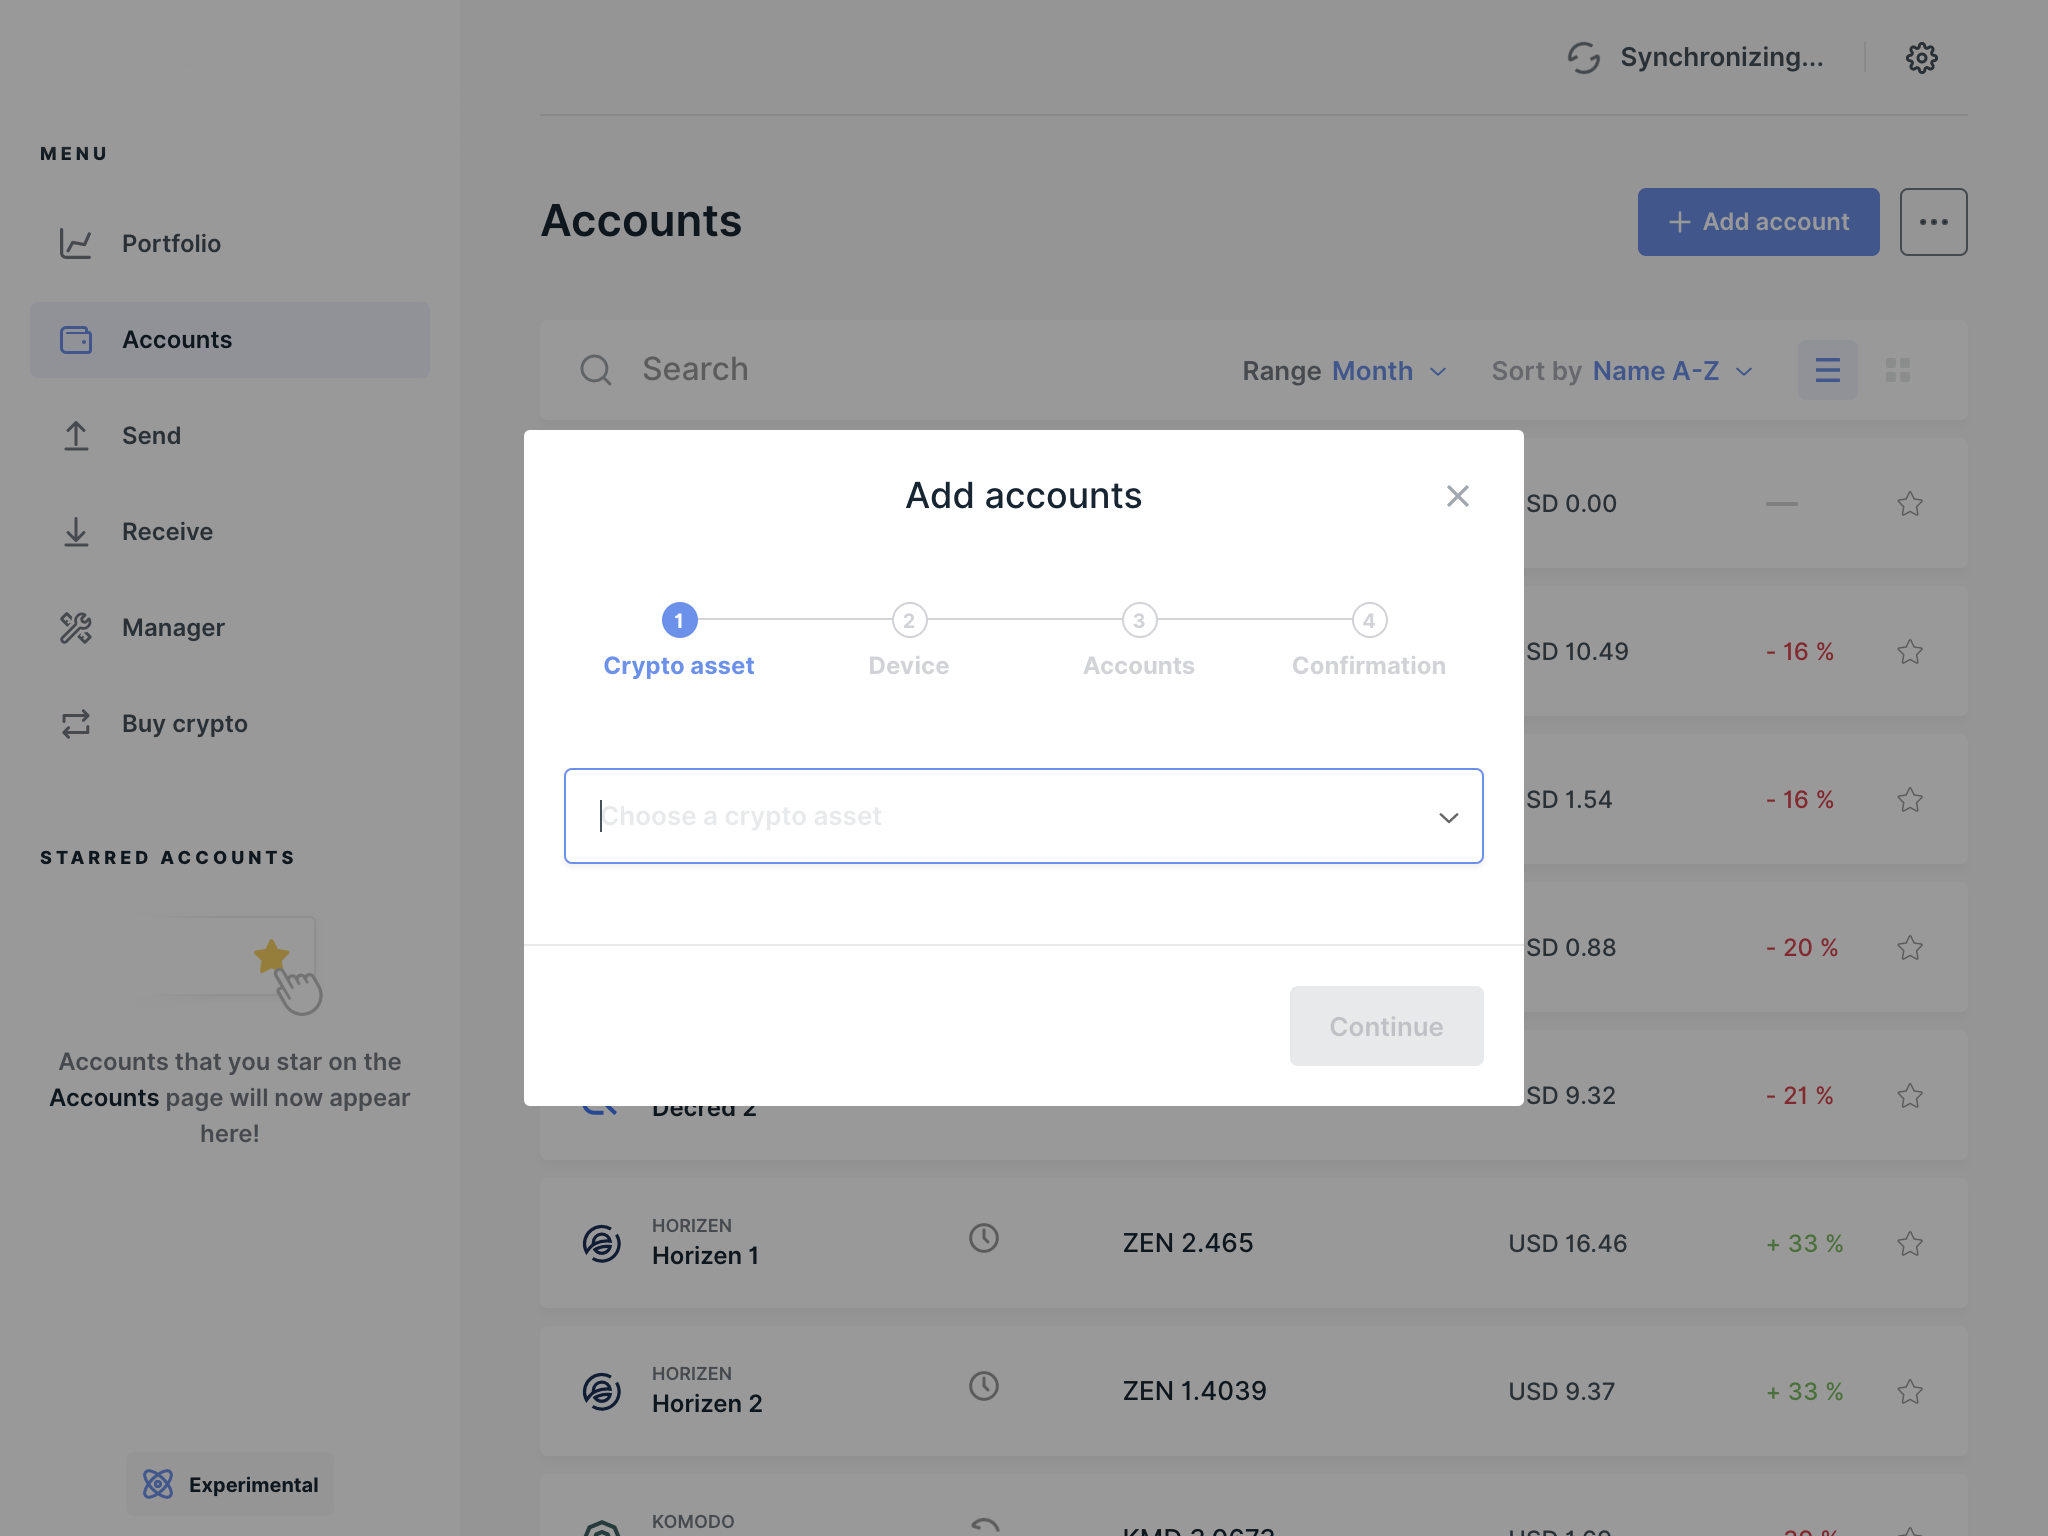 Synchronizing...
MENU
Portfolio
Accounts
Send
Receive
Manager
Buy crypto
STARRED ACCOUNTS
Accounts that you star on the
Accounts page will now appear
here!
Experimental
Accounts
+ Add account
Search
Range Month
Sort by Name A-Z
Add accounts
1 2 3 4
Crypto asset Device Accounts Confirmation
Choose a crypto asset
Continue
SD 0.00 —
SD 10.49 - 16 %
SD 1.54 - 16 %
SD 0.88 - 20 %
Decred 2 SD 9.32 - 21 %
HORIZEN
Horizen 1 ZEN 2.465 USD 16.46 + 33 %
HORIZEN
Horizen 2 ZEN 1.4039 USD 9.37 + 33 %
KOMODO